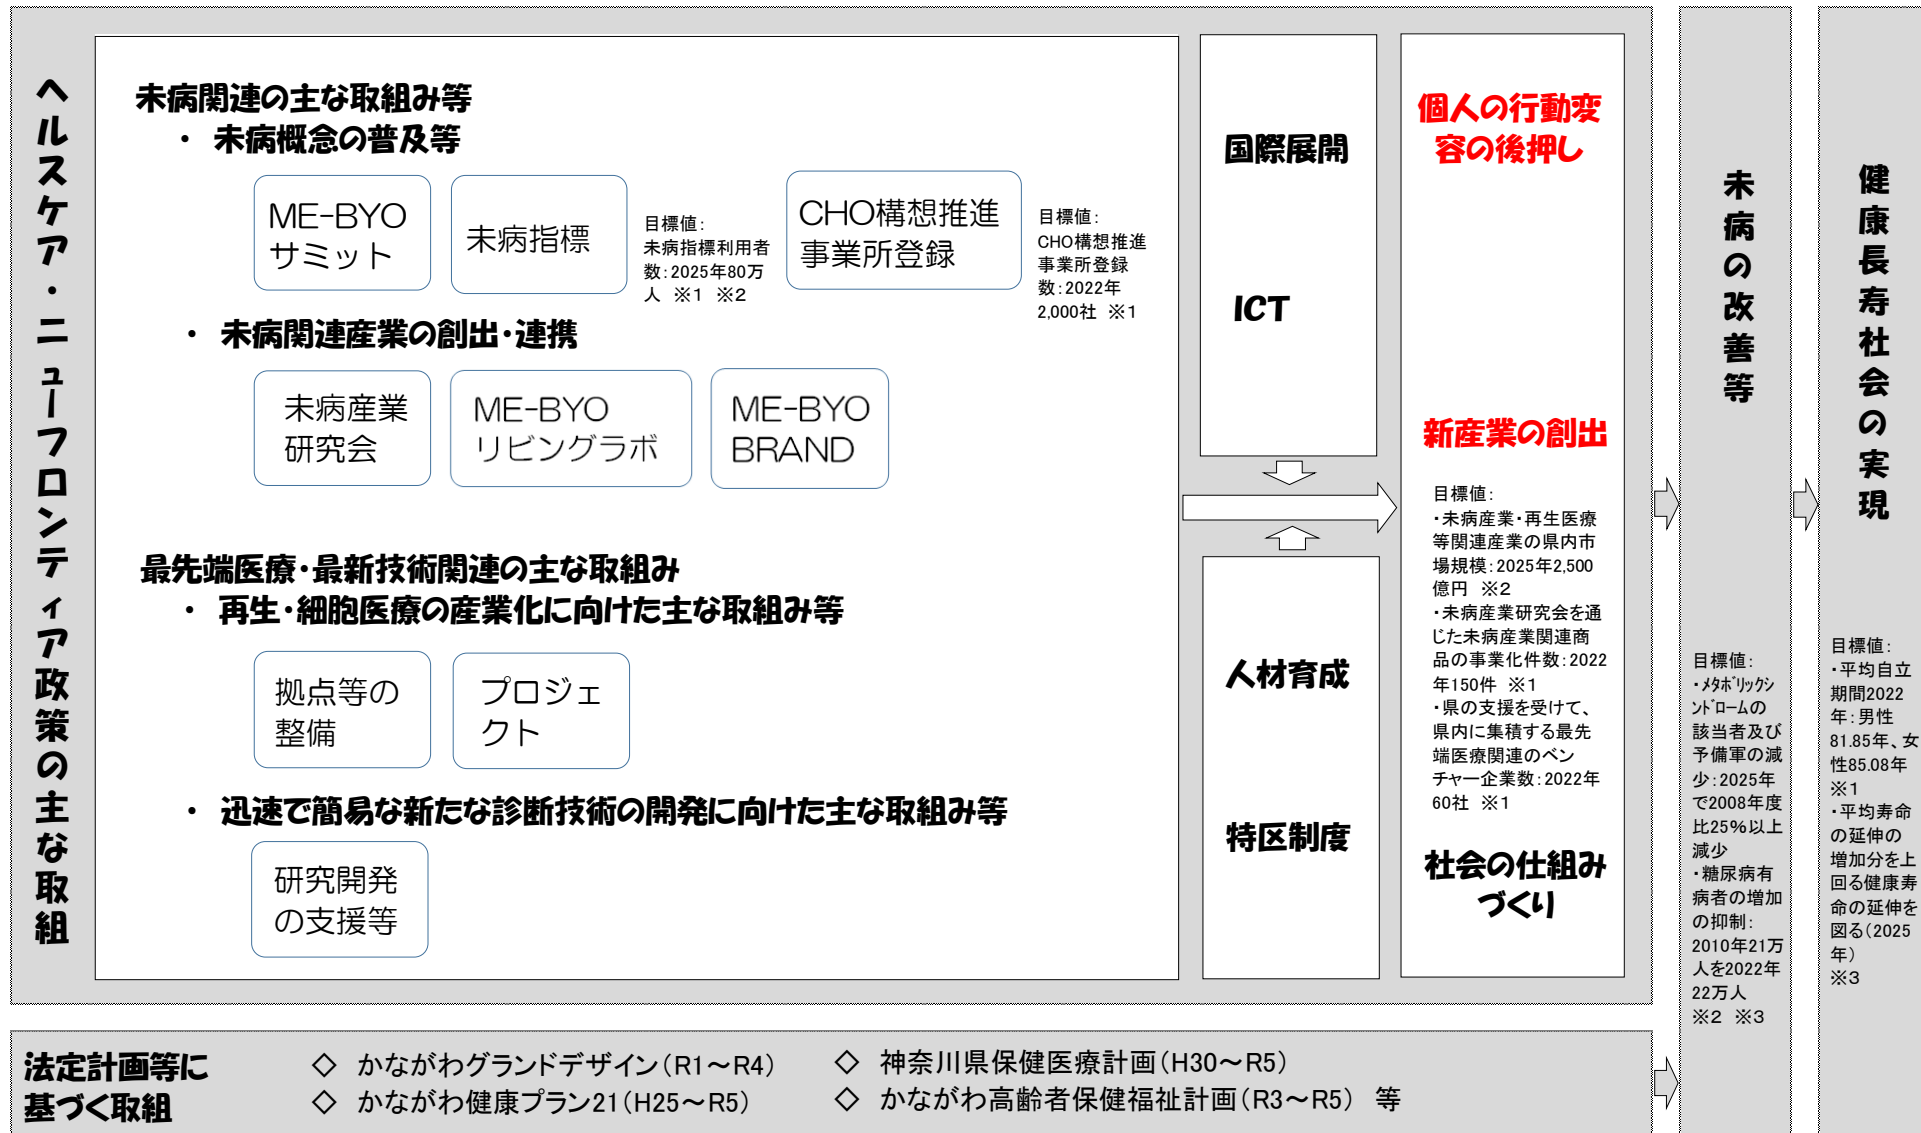 ヘルスケア・ニューフロンティア政策の主な取組
未病関連の主な取組み等
・ 未病概念の普及等
ME-BYO
サミット
未病指標
目標値：
未病指標利用者
数：2025年80万
人 ※1 ※2
CHO構想推進
事業所登録
目標値：
CHO構想推進
事業所登録
数：2022年
2,000社 ※1
・ 未病関連産業の創出・連携
未病産業
研究会
ME-BYO
リビングラボ
ME-BYO
BRAND
最先端医療・最新技術関連の主な取組み
・ 再生・細胞医療の産業化に向けた主な取組み等
拠点等の
整備
プロジェ
クト
・ 迅速で簡易な新たな診断技術の開発に向けた主な取組み等
研究開発
の支援等
国際展開
ICT
人材育成
特区制度
個人の行動変
容の後押し
新産業の創出
目標値：
・未病産業・再生医療
等関連産業の県内市
場規模：2025年2,500
億円 ※2
・未病産業研究会を通
じた未病産業関連商
品の事業化件数：2022
年150件 ※1
・県の支援を受けて、
県内に集積する最先
端医療関連のベン
チャー企業数：2022年
60社 ※1
社会の仕組み
づくり
未病の改善等
目標値：
・ﾒﾀﾎﾞﾘｯｸｼ
ﾝﾄﾞﾛｰﾑの
該当者及び
予備軍の減
少：2025年
で2008年度
比25％以上
減少
・糖尿病有
病者の増加
の抑制：
2010年21万
人を2022年
22万人
※2 ※3
健康長寿社会の実現
目標値：
・平均自立
期間2022
年：男性
81.85年、女
性85.08年
※1
・平均寿命
の延伸の
増加分を上
回る健康寿
命の延伸を
図る（2025
年）
※3
法定計画等に
基づく取組
◇ かながわグランドデザイン（R1～R4）
◇ かながわ健康プラン21（H25～R5）
◇ 神奈川県保健医療計画（H30～R5）
◇ かながわ高齢者保健福祉計画（R3～R5） 等